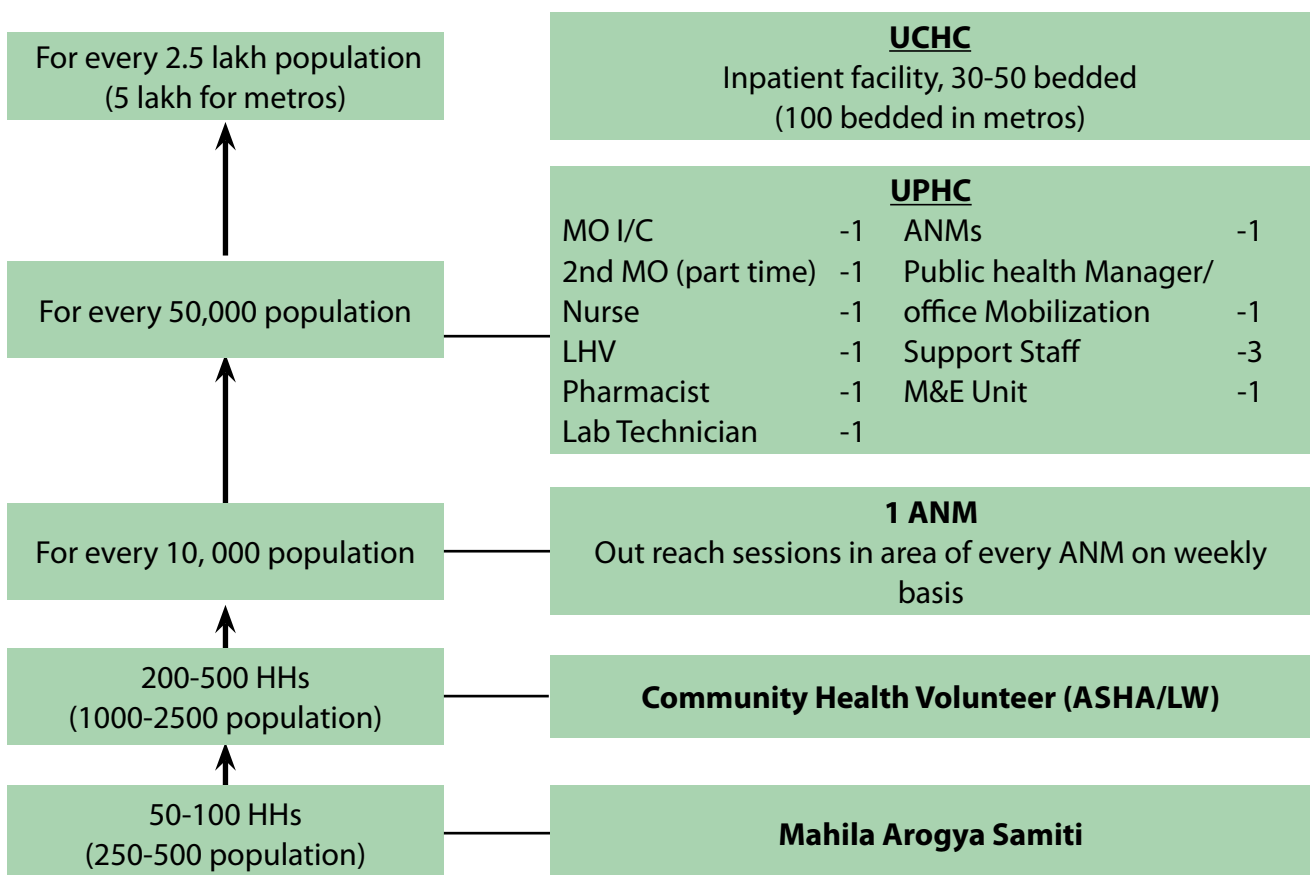 For every 2.5 lakh population
(5 lakh for metros)
UCHC
Inpatient facility, 30-50 bedded
(100 bedded in metros)
For every 50,000 population
UPHC
MO I/C -1 ANMs -1
2nd MO (part time) -1 Public health Manager/
Nurse -1 office Mobilization -1
LHV -1 Support Staff -3
Pharmacist -1 M&E Unit -1
Lab Technician -1
For every 10, 000 population
1 ANM
Out reach sessions in area of every ANM on weekly
basis
200-500 HHs
(1000-2500 population)
Community Health Volunteer (ASHA/LW)
50-100 HHs
(250-500 population)
Mahila Arogya Samiti